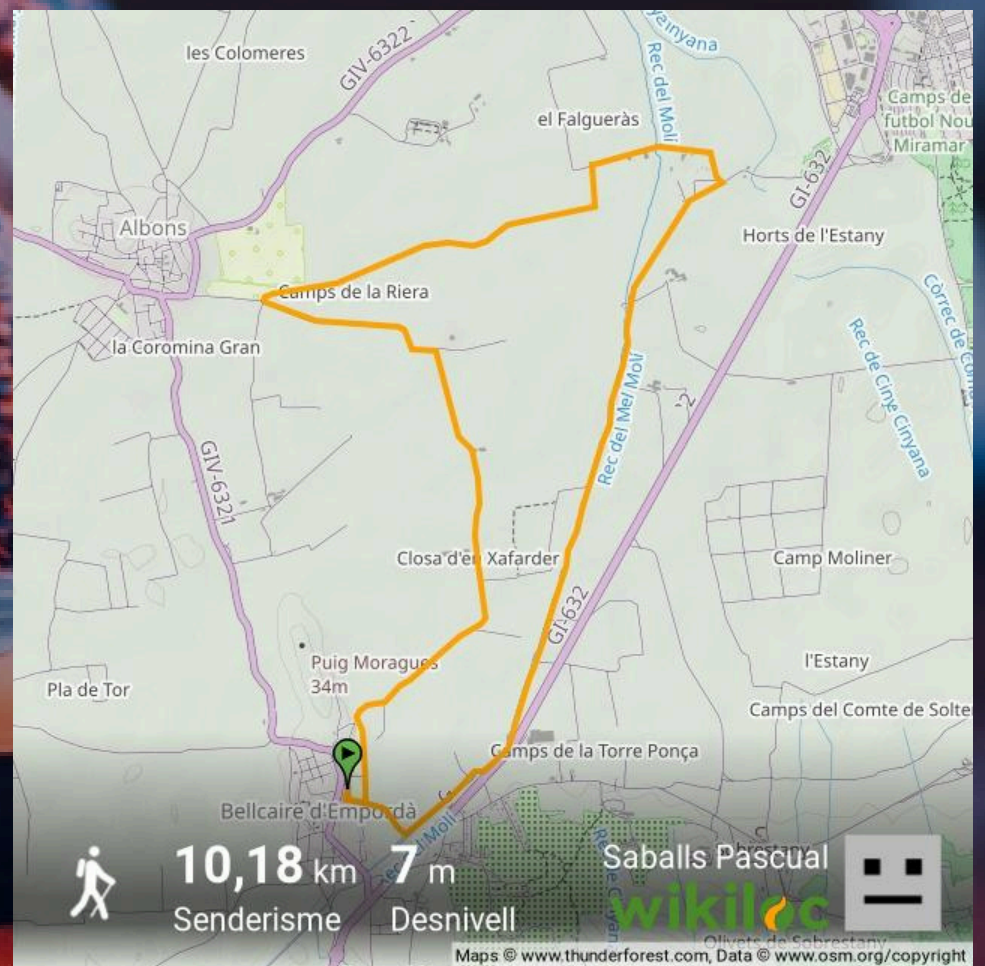 les Colomeres
GIV-6322
Rec del Molí
el Falgueràs
Camps de
futbol Nou
Miramar
GI-632
Albons
Horts de l'Estany
Camps de la Riera
la Coromina Gran
Rec del Molí
Rec de Cinyana
GIV-6321
Closa d'en Xafarder
Camp Moliner
GI-632
Puig Moragues
34m
l'Estany
Pla de Tor
Camps del Comte de Solte
Camps de la Torre Ponça
Bellcaire d'Empordà
10,18 km
7 m
Senderisme
Desnivell
Saballs Pascual
wikiloc
Olivets de Sobrestany
Maps © www.thunderforest.com, Data © www.osm.org/copyright